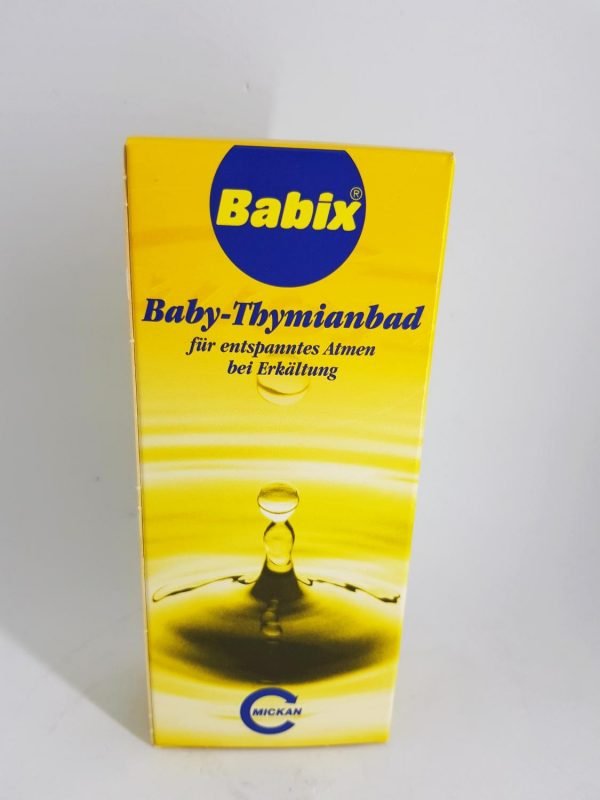 Babix®
Baby-Thymianbad
für entspanntes Atmen
bei Erkältung
MICKAN